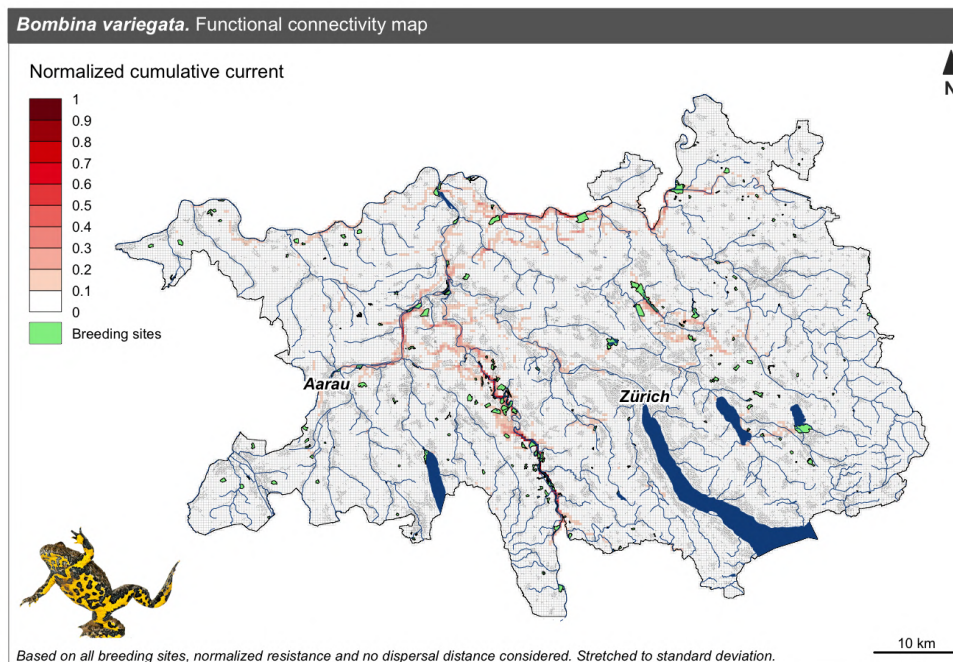 Bombina variegata. Functional connectivity map
Normalized cumulative current
1
0.9
0.8
0.7
0.6
0.5
0.4
0.3
0.2
0.1
0
Breeding sites
N
Aarau
Zürich
10 km
Based on all breeding sites, normalized resistance and no dispersal distance considered. Stretched to standard deviation.